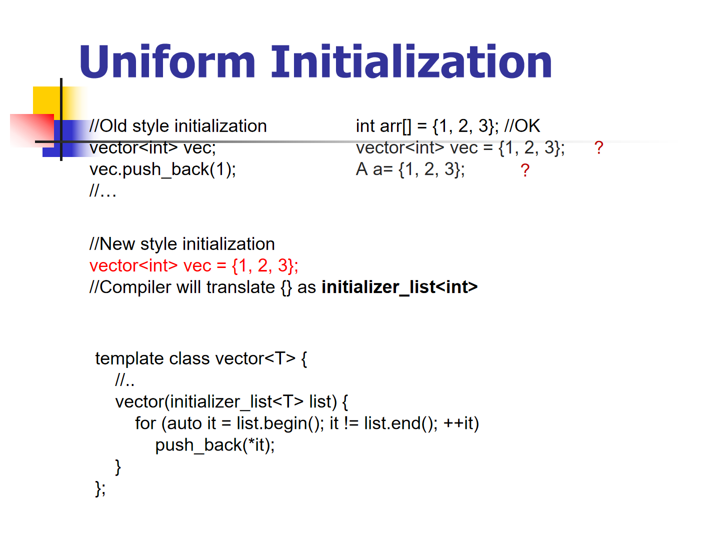 Uniform Initialization
//Old style initialization
vector<int> vec;
vec.push_back(1);
//…
int arr[] = {1, 2, 3}; //OK
vector<int> vec = {1, 2, 3}; ?
A a= {1, 2, 3}; ?
//New style initialization
vector<int> vec = {1, 2, 3};
//Compiler will translate {} as initializer_list<int>
template class vector<T> {
//..
vector(initializer_list<T> list) {
for (auto it = list.begin(); it != list.end(); ++it)
push_back(*it);
}
};